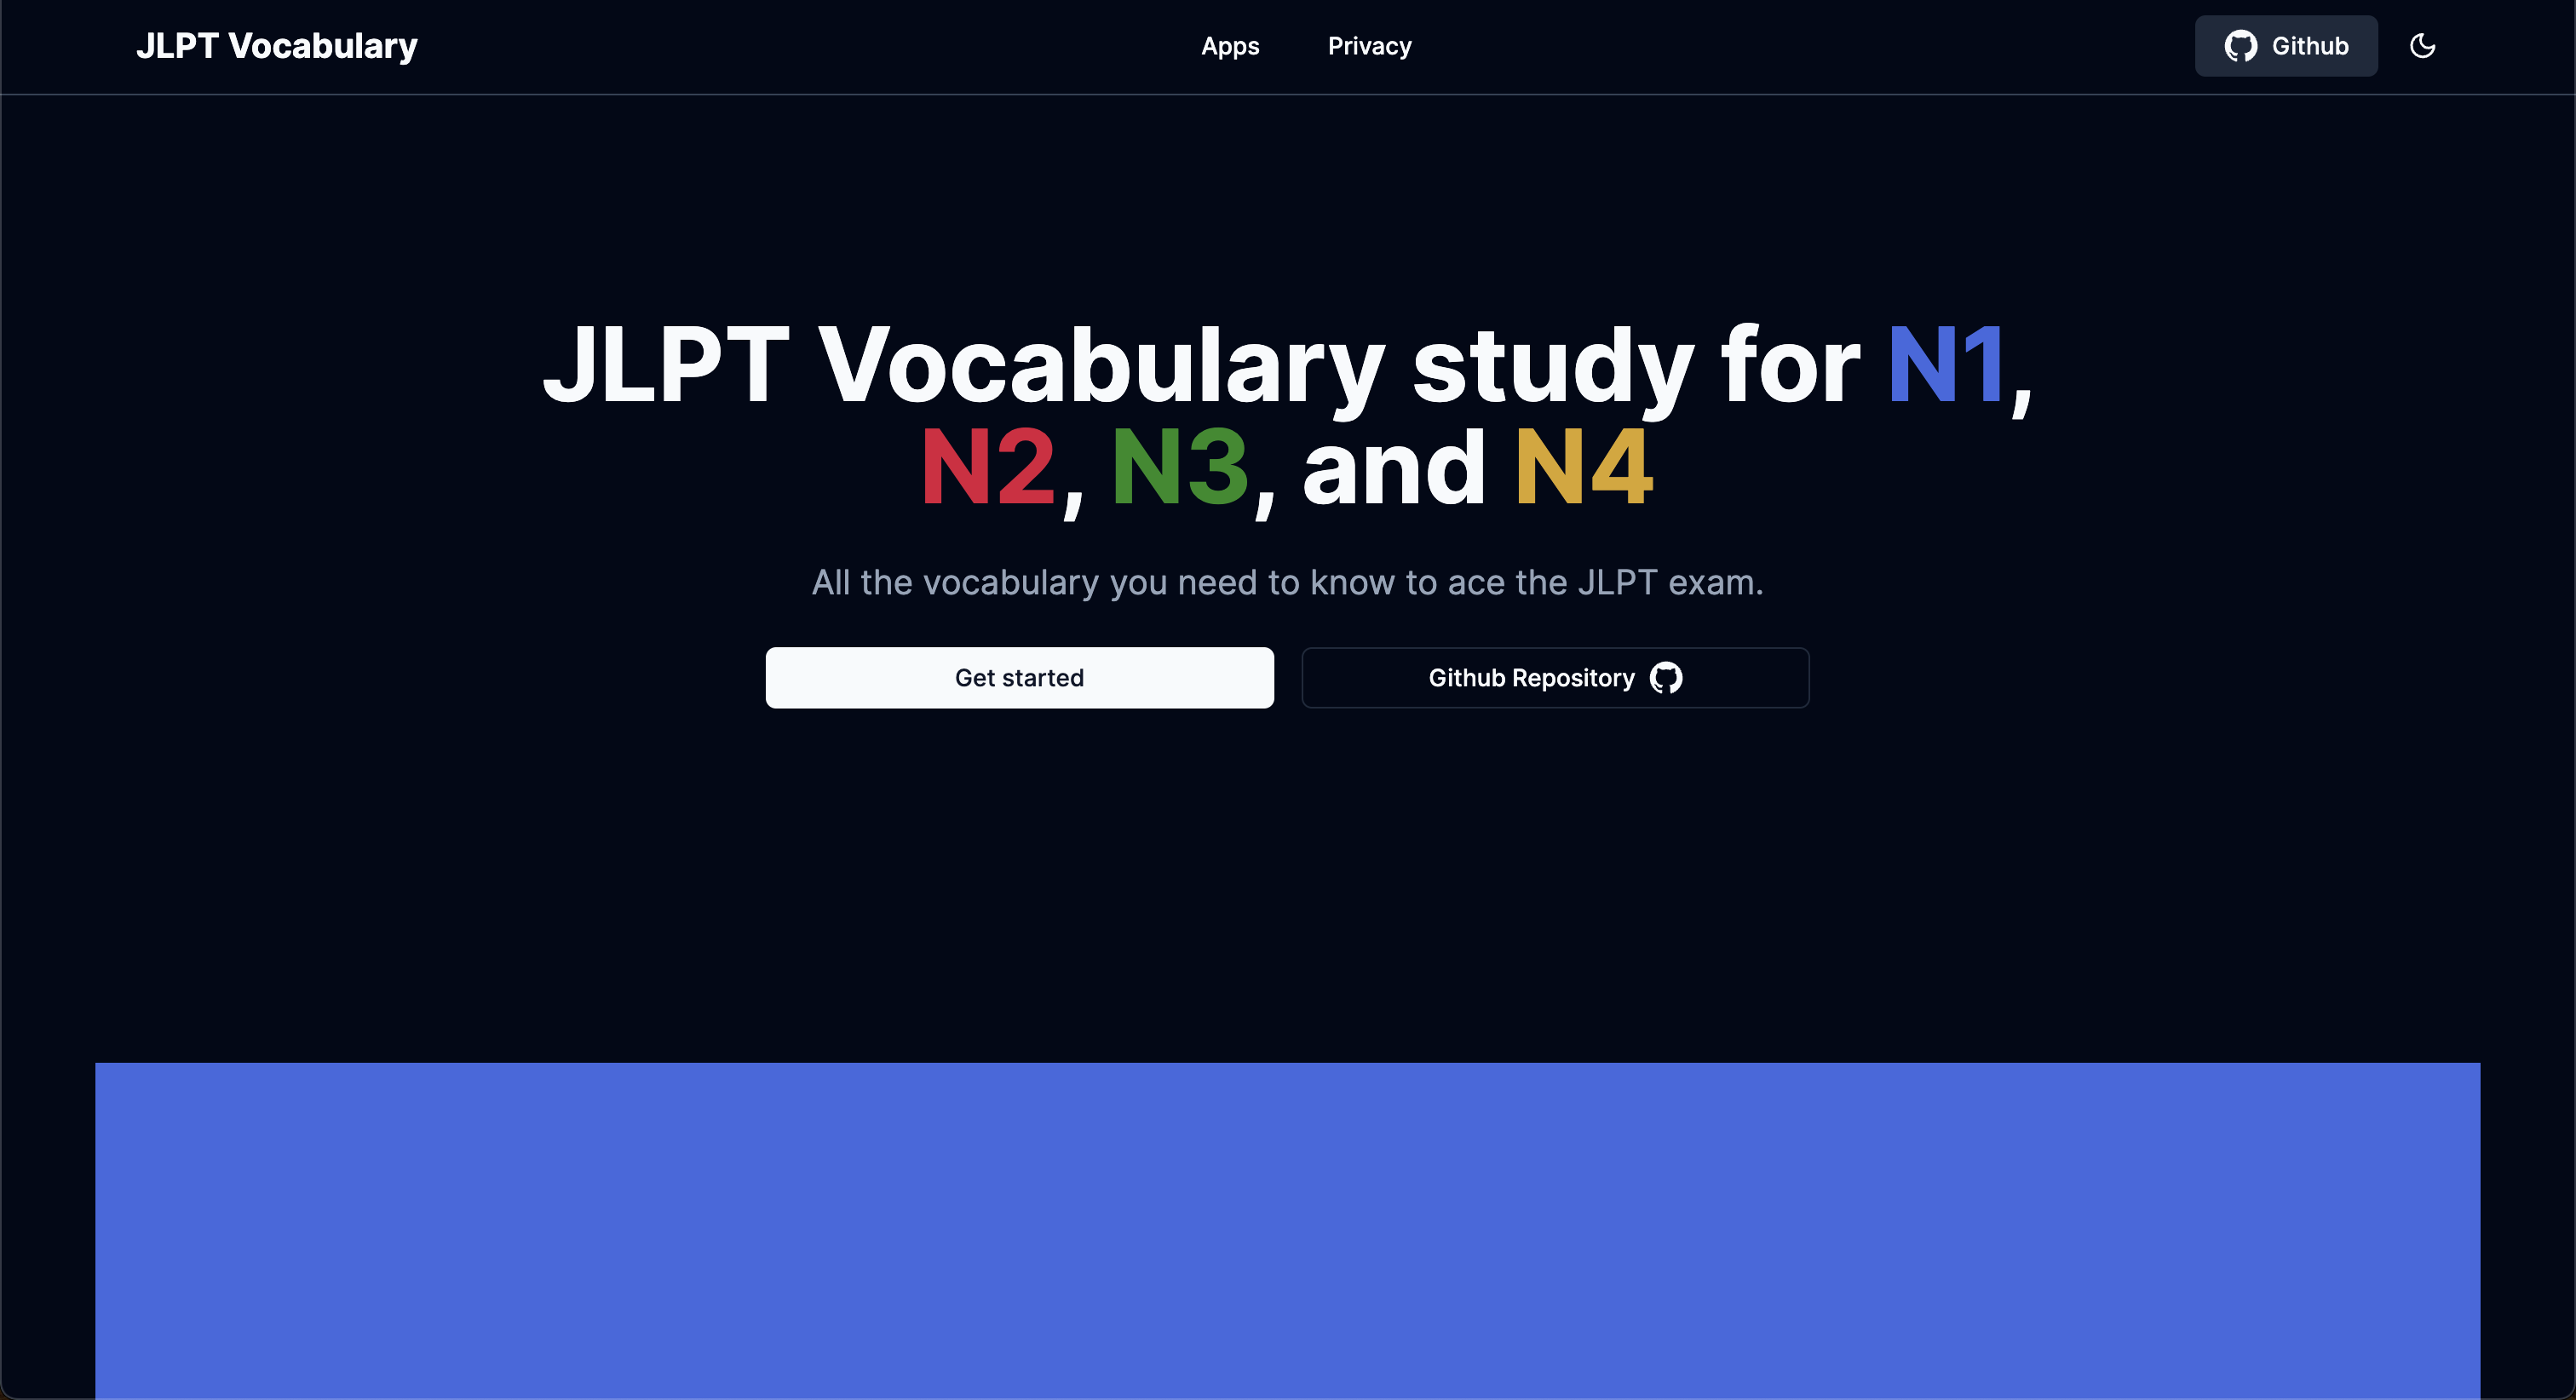 JLPT Vocabulary
Apps
Privacy
Github
JLPT Vocabulary study for N1,
N2, N3, and N4
All the vocabulary you need to know to ace the JLPT exam.
Get started
Github Repository